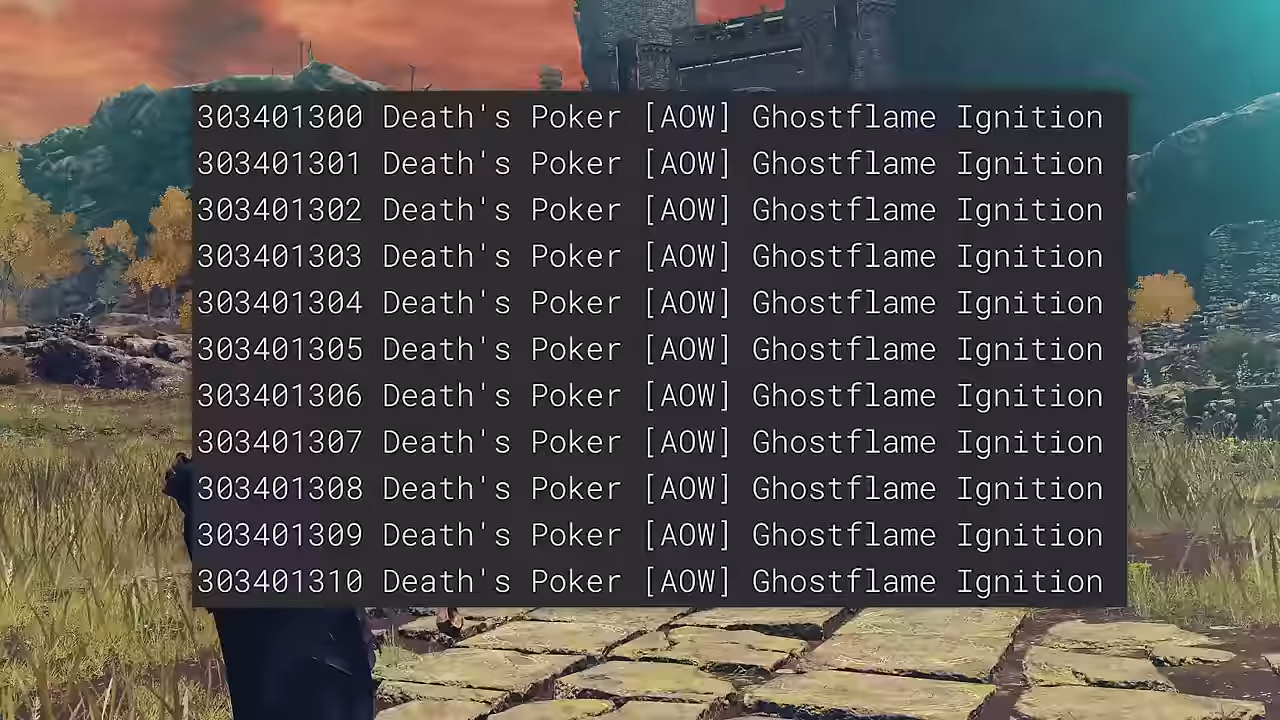 303401300 Death's Poker [AOW] Ghostflame Ignition
303401301 Death's Poker [AOW] Ghostflame Ignition
303401302 Death's Poker [AOW] Ghostflame Ignition
303401303 Death's Poker [AOW] Ghostflame Ignition
303401304 Death's Poker [AOW] Ghostflame Ignition
303401305 Death's Poker [AOW] Ghostflame Ignition
303401306 Death's Poker [AOW] Ghostflame Ignition
303401307 Death's Poker [AOW] Ghostflame Ignition
303401308 Death's Poker [AOW] Ghostflame Ignition
303401309 Death's Poker [AOW] Ghostflame Ignition
303401310 Death's Poker [AOW] Ghostflame Ignition